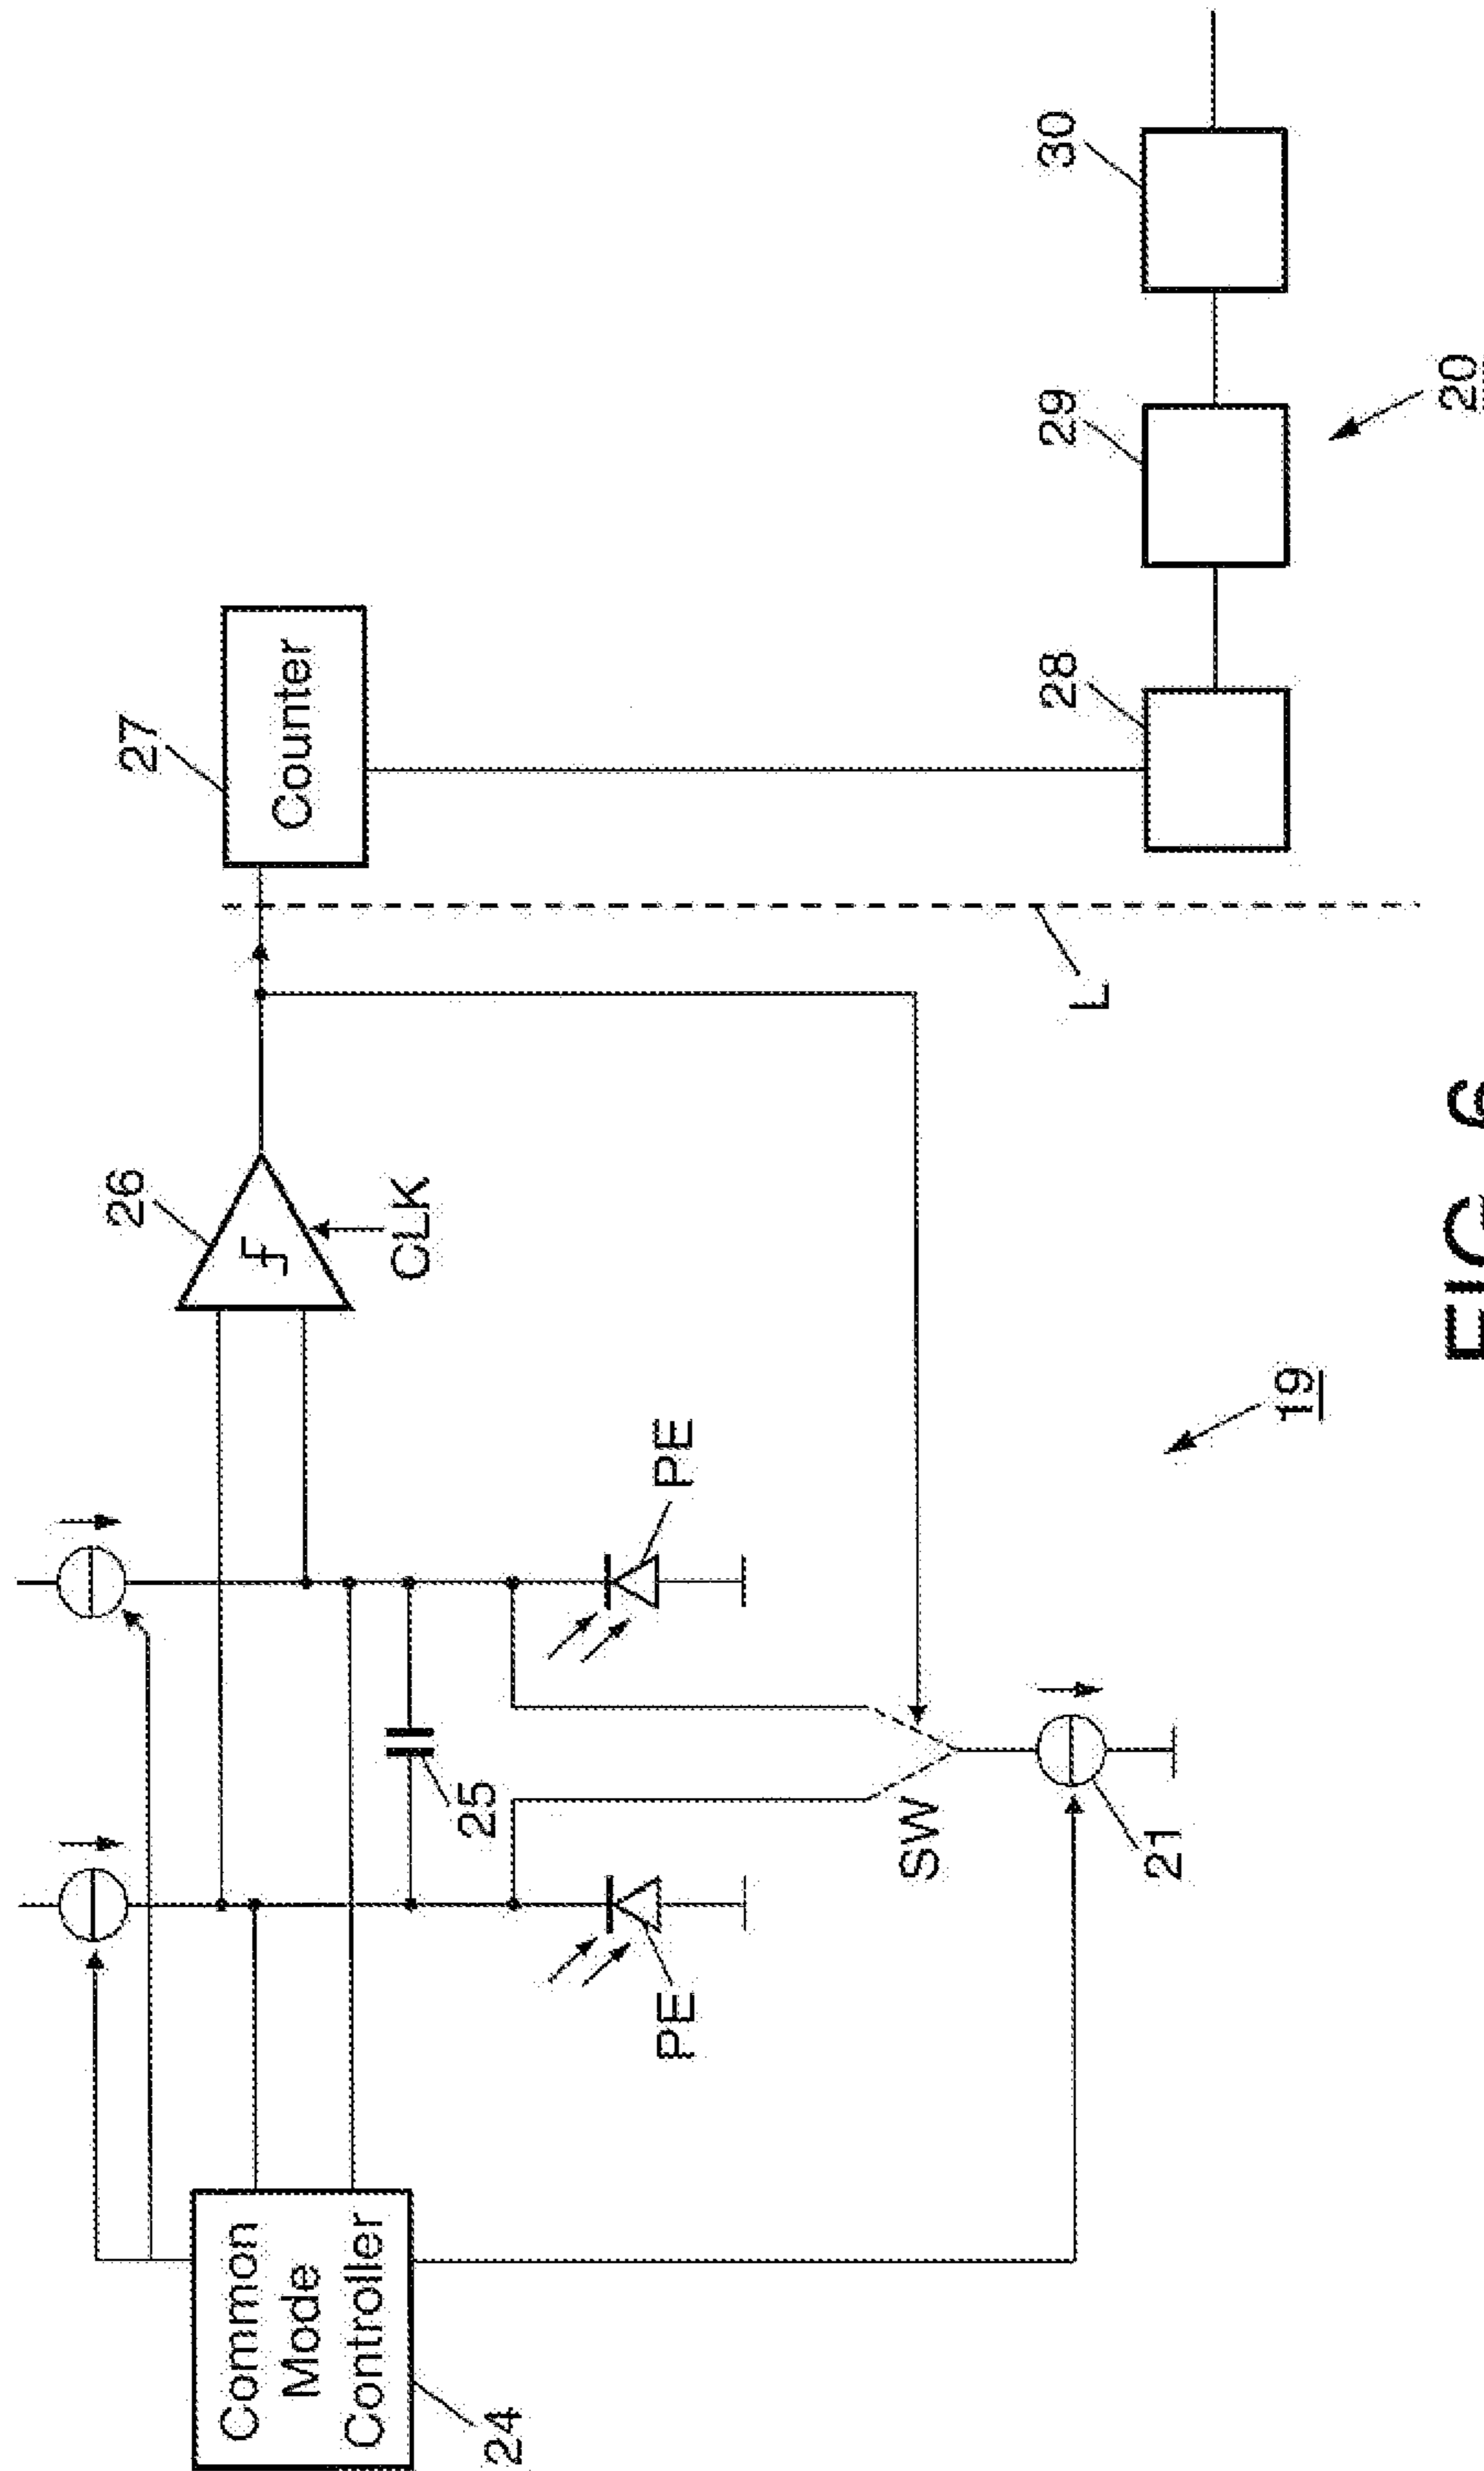 Common
Mode
Controller
24
PE
PE
25
SW
21
26
CLK
19
L
27
Counter
28
29
30
20
FIG 6